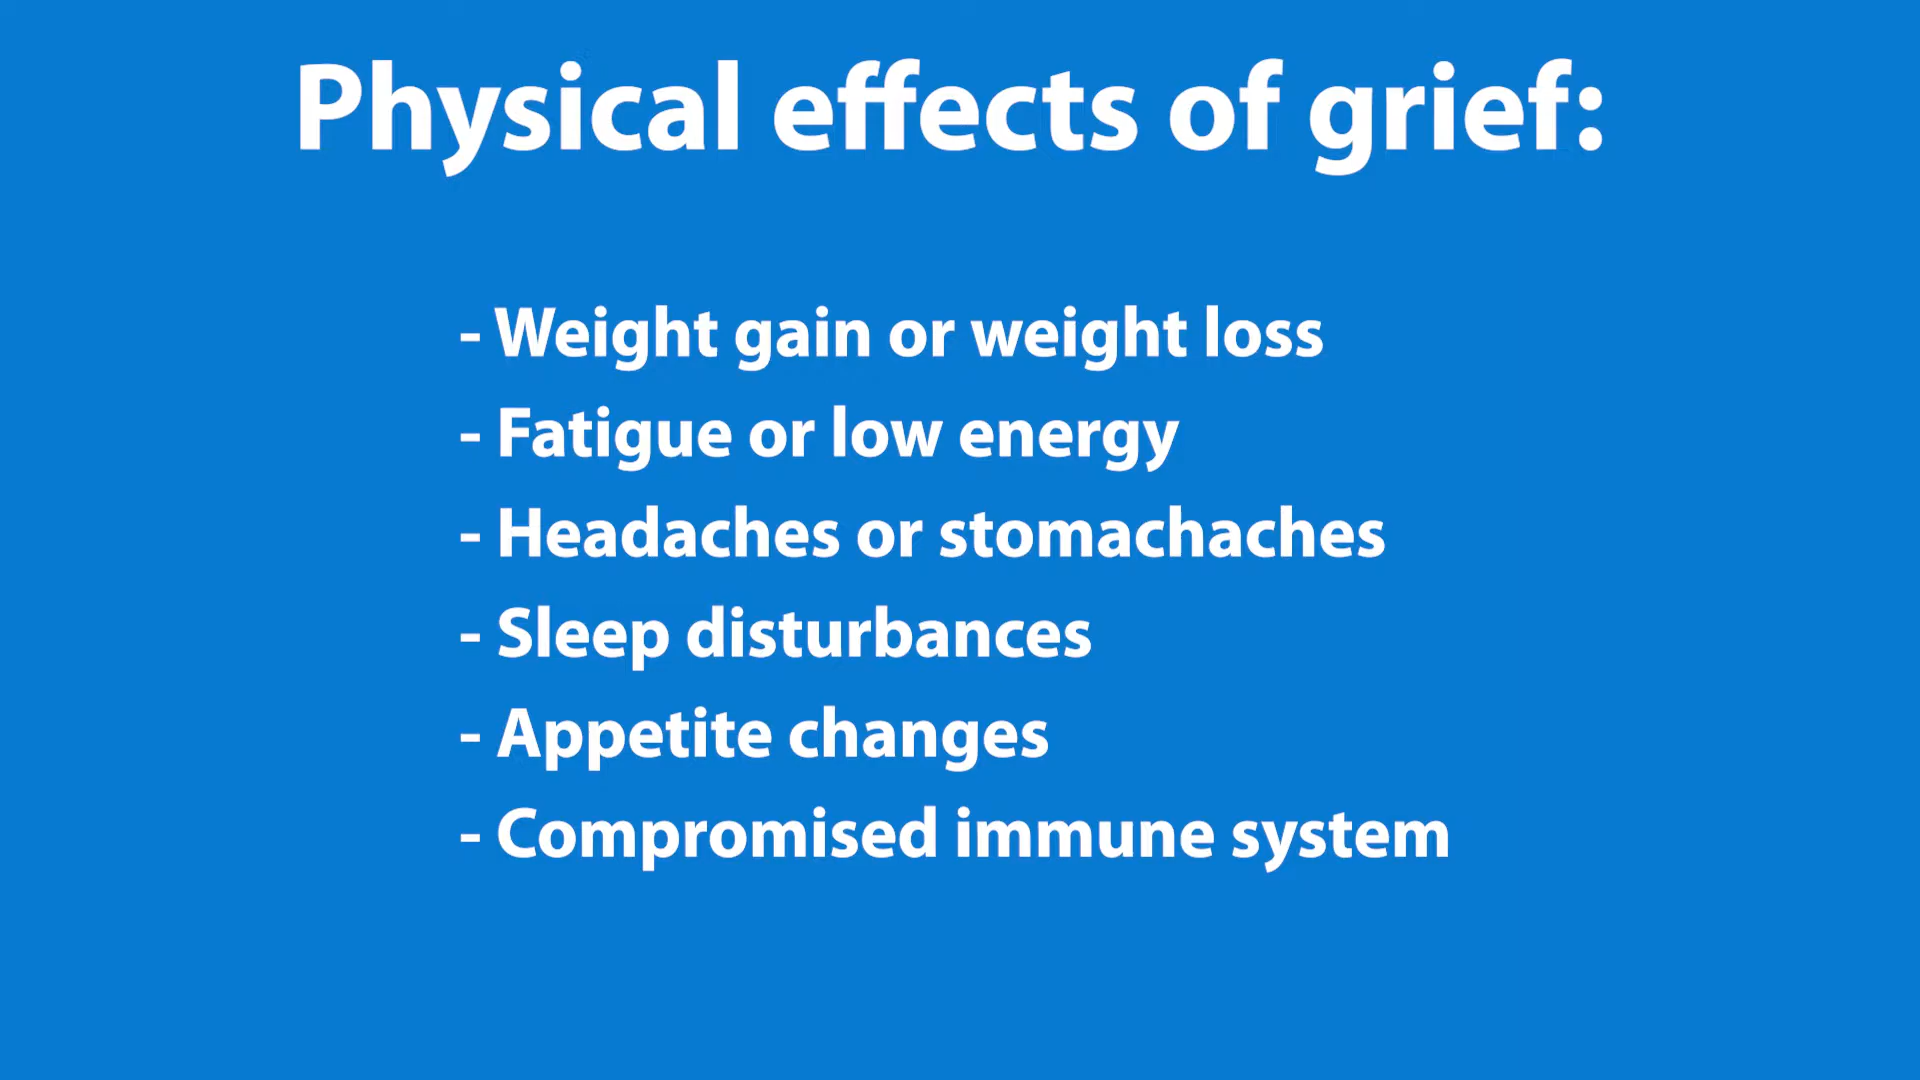 Physical effects of grief:
- Weight gain or weight loss
- Fatigue or low energy
- Headaches or stomachaches
- Sleep disturbances
- Appetite changes
- Compromised immune system